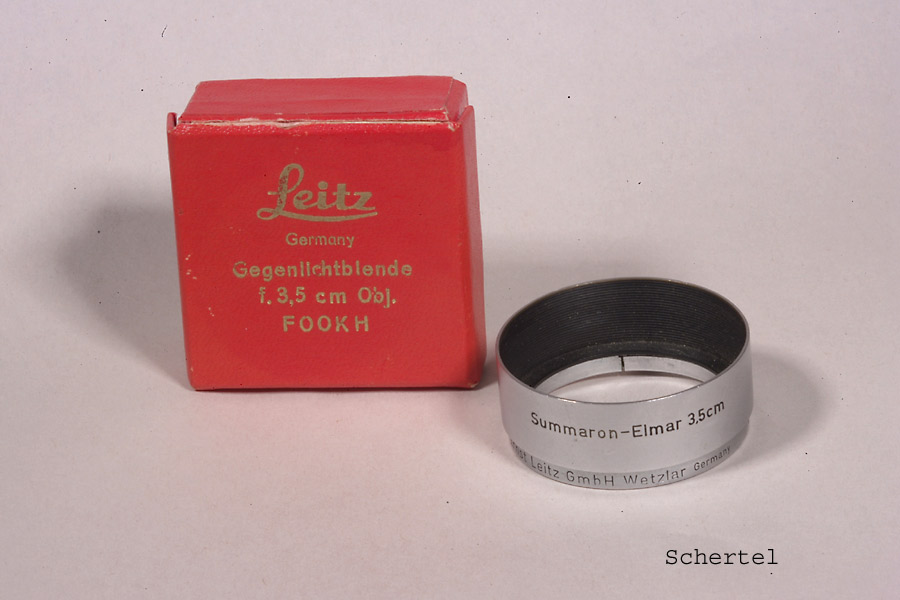 Leitz
Germany
Gegenlichtblende
f. 3,5 cm Obj.
FOOKH
Summaron-Elmar 3,5cm
Leitz GmbH Wetzlar Germany
Schertel